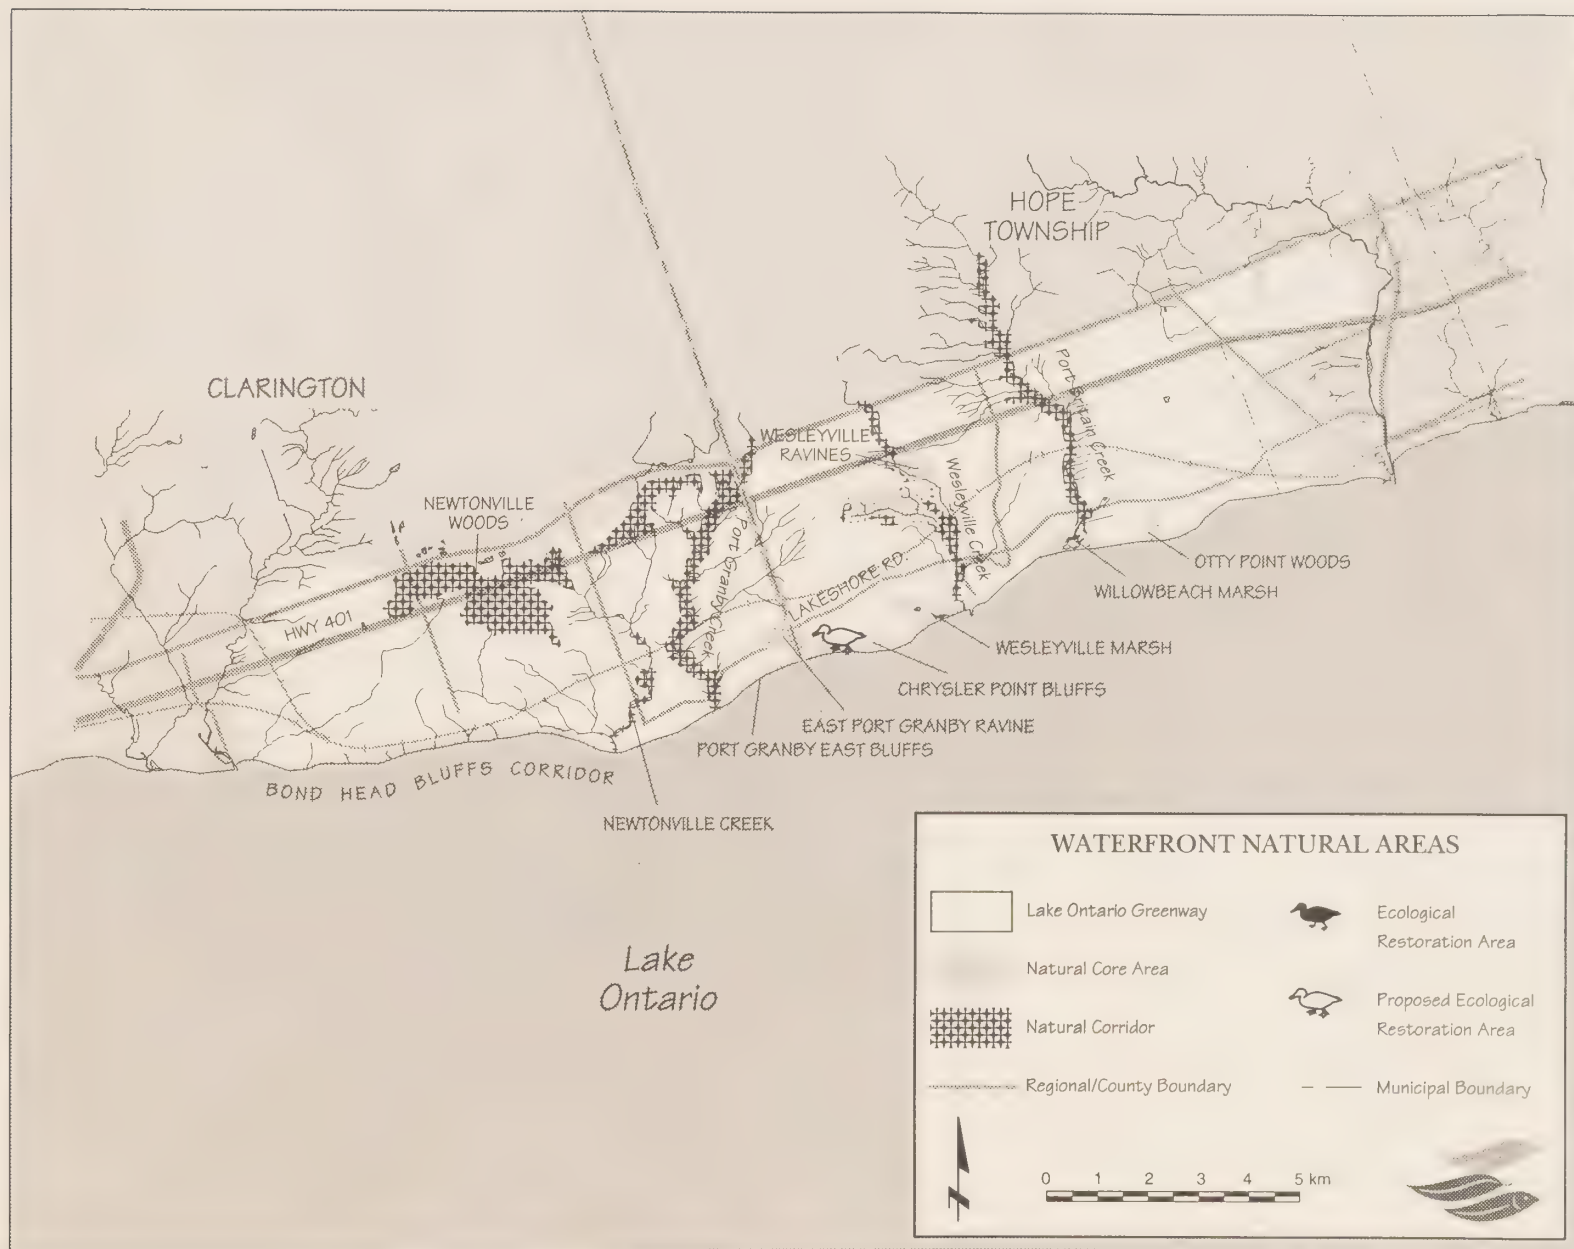 HOPE
TOWNSHIP
CLARINGTON
Port Britain Creek
WESLEYVILLE
RAVINES
Wesleyville Creek
NEWTONVILLE
WOODS
Port Granby Creek
OTTY POINT WOODS
LAKESHORE RD.
WILLOWBEACH MARSH
HWY 401
WESLEYVILLE MARSH
CHRYSLER POINT BLUFFS
EAST PORT GRANBY RAVINE
PORT GRANBY EAST BLUFFS
BOND HEAD BLUFFS CORRIDOR
NEWTONVILLE CREEK
Lake
Ontario
WATERFRONT NATURAL AREAS
Lake Ontario Greenway
Natural Core Area
Natural Corridor
Regional/County Boundary
Ecological
Restoration Area
Proposed Ecological
Restoration Area
Municipal Boundary
0 1 2 3 4 5 km